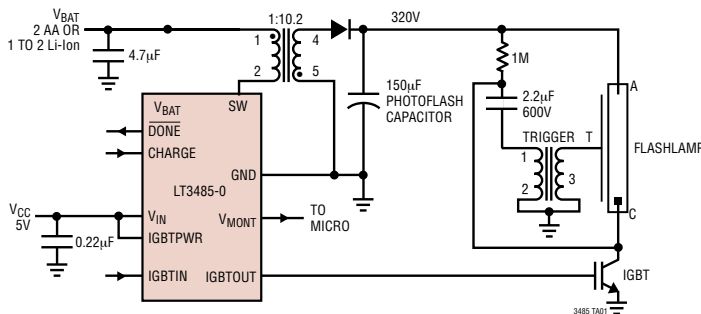 VBAT
2 AA OR
1 TO 2 Li-Ion
4.7µF
1:10.2
1
2
4
5
320V
150µF
PHOTOFLASH
CAPACITOR
1M
2.2µF
600V
TRIGGER
T
1
2
3
A
FLASHLAMP
C
VBAT
SW
DONE
CHARGE
GND
LT3485-0
VCC
5V
0.22µF
VIN
IGBTPWR
VMONT
TO
MICRO
IGBTIN
IGBTOUT
IGBT
3485 TA01